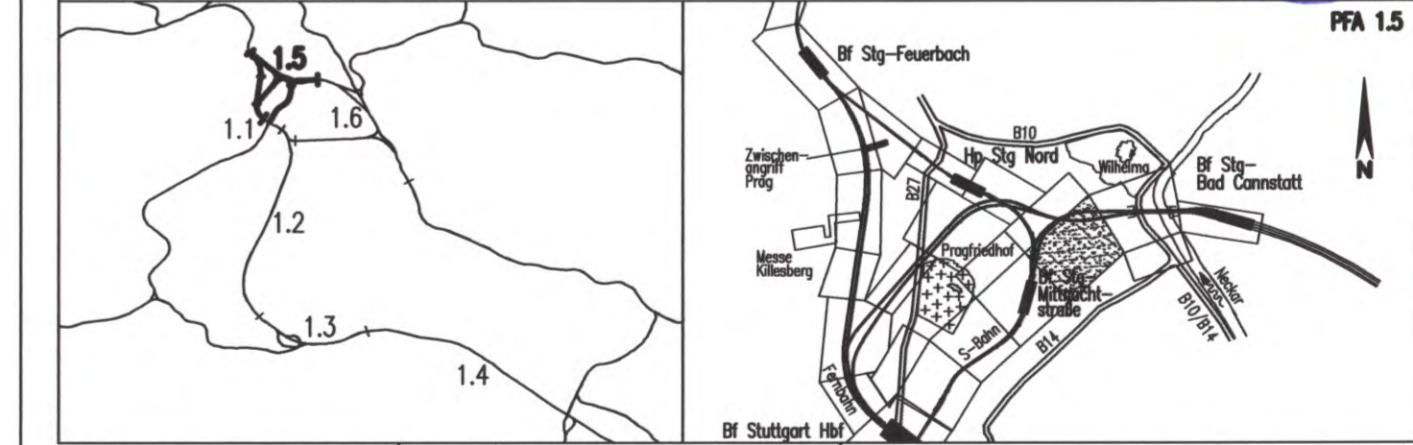 1.5
1.6
1.1
1.2
1.3
1.4
PFA 1.5
Bf Stg-Feuerbach
N
B10
Zwischen-
angriff
Prag
Hp Stg Nord
Wilhelma
Bf Stg-
Bad Cannstatt
B27
Messe
Killesberg
Pragfriedhof
Bf Stg-
Mittnacht-
straße
Neckar
B10/B14
S-Bahn
B14
Fernbahn
Bf Stuttgart Hbf